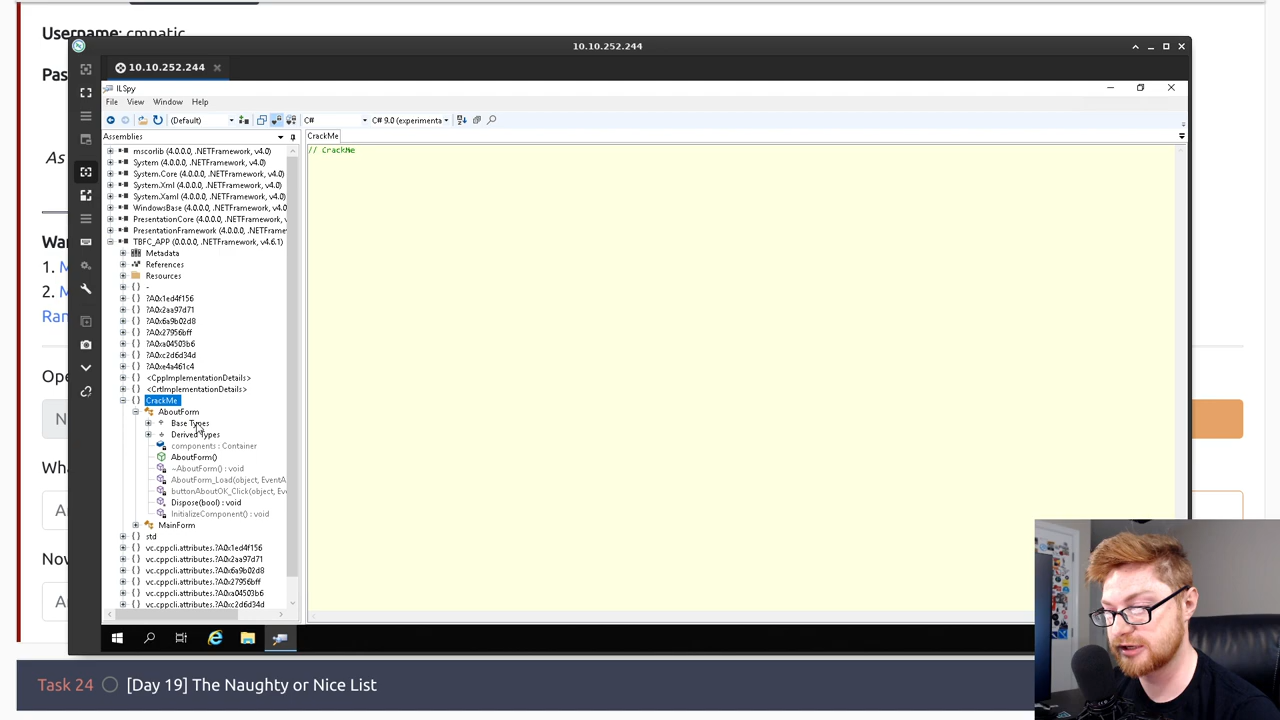 Username: cmnatic
10.10.252.244
Pas
10.10.252.244
ILSpy
File View Window Help
(Default) C# C# 9.0 (experimenta
Assemblies
CrackMe
mscorlib (4.0.0.0, .NETFramework, v4.0)
// CrackMe
As
System (4.0.0.0, .NETFramework, v4.0)
System.Core (4.0.0.0, .NETFramework, v4.0)
System.Xml (4.0.0.0, .NETFramework, v4.0)
System.Xaml (4.0.0.0, .NETFramework, v4.0)
WindowsBase (4.0.0.0, .NETFramework, v4.0)
PresentationCore (4.0.0.0, .NETFramework, v
PresentationFramework (4.0.0.0, .NETFrame
TBFC_APP (0.0.0.0, .NETFramework, v4.6.1)
War
Metadata
References
1. M
Resources
-
2. M
?A0x1ed4f156
?A0x2aa97d71
Ran
?A0x6a9b02d8
?A0x27956bff
?A0xa04503b6
?A0xc2d6d34d
?A0xe4a461c4
Ope
<CppImplementationDetails>
<CrtImplementationDetails>
CrackMe
AboutForm
N
Base Types
Derived Types
components : Container
AboutForm()
Wha
~AboutForm() : void
AboutForm_Load(object, EventA
buttonAboutOK_Click(object, Eve
Dispose(bool) : void
An
InitializeComponent() : void
MainForm
std
vc.cppcli.attributes.?A0x1ed4f156
Now
vc.cppcli.attributes.?A0x2aa97d71
vc.cppcli.attributes.?A0x6a9b02d8
vc.cppcli.attributes.?A0x27956bff
vc.cppcli.attributes.?A0xa04503b6
An
vc.cppcli.attributes.?A0xc2d6d34d
Task 24 [Day 19] The Naughty or Nice List